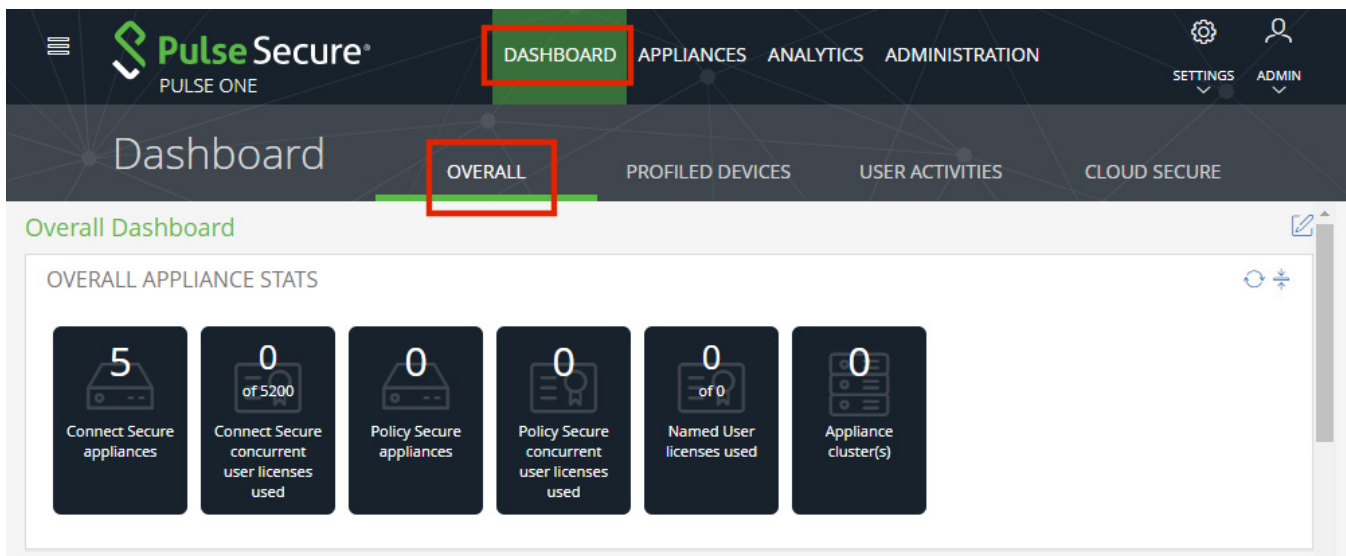 Pulse Secure®
PULSE ONE
DASHBOARD APPLIANCES ANALYTICS ADMINISTRATION
SETTINGS ADMIN
Dashboard
OVERALL PROFILED DEVICES USER ACTIVITIES CLOUD SECURE
Overall Dashboard
OVERALL APPLIANCE STATS
5
Connect Secure
appliances
0
of 5200
Connect Secure
concurrent
user licenses
used
0
Policy Secure
appliances
0
Policy Secure
concurrent
user licenses
used
0
of 0
Named User
licenses used
0
Appliance
cluster(s)